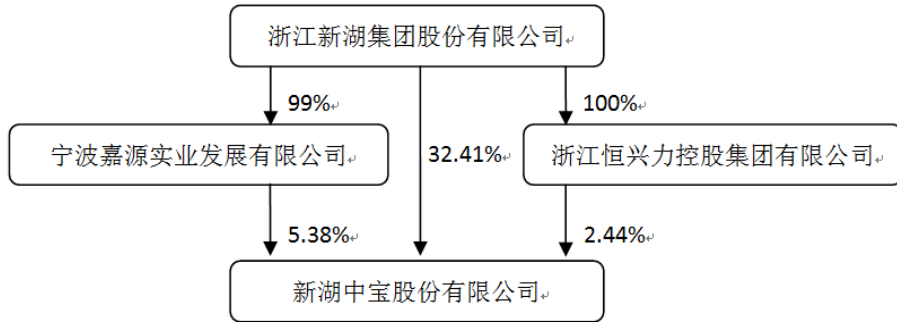 浙江新湖集团股份有限公司
99%
100%
宁波嘉源实业发展有限公司
32.41%
浙江恒兴力控股集团有限公司
5.38%
2.44%
新湖中宝股份有限公司